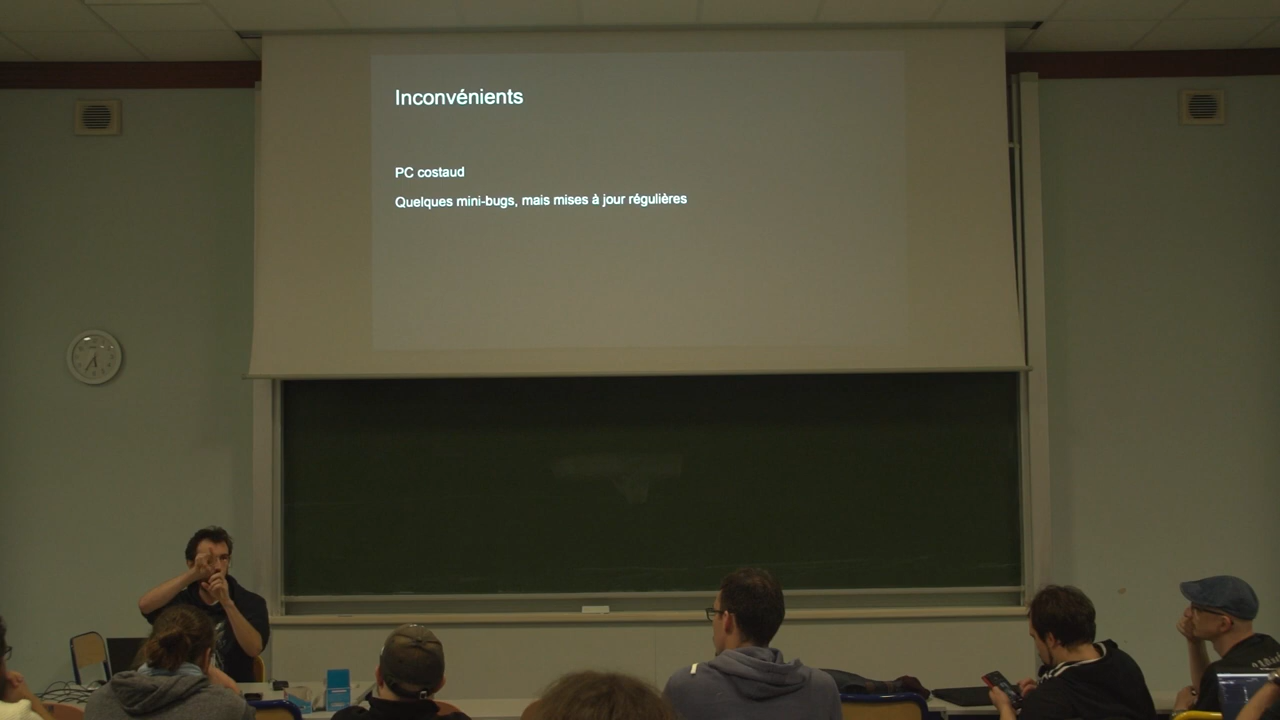 Inconvénients
PC costaud
Quelques mini-bugs, mais mises à jour régulières